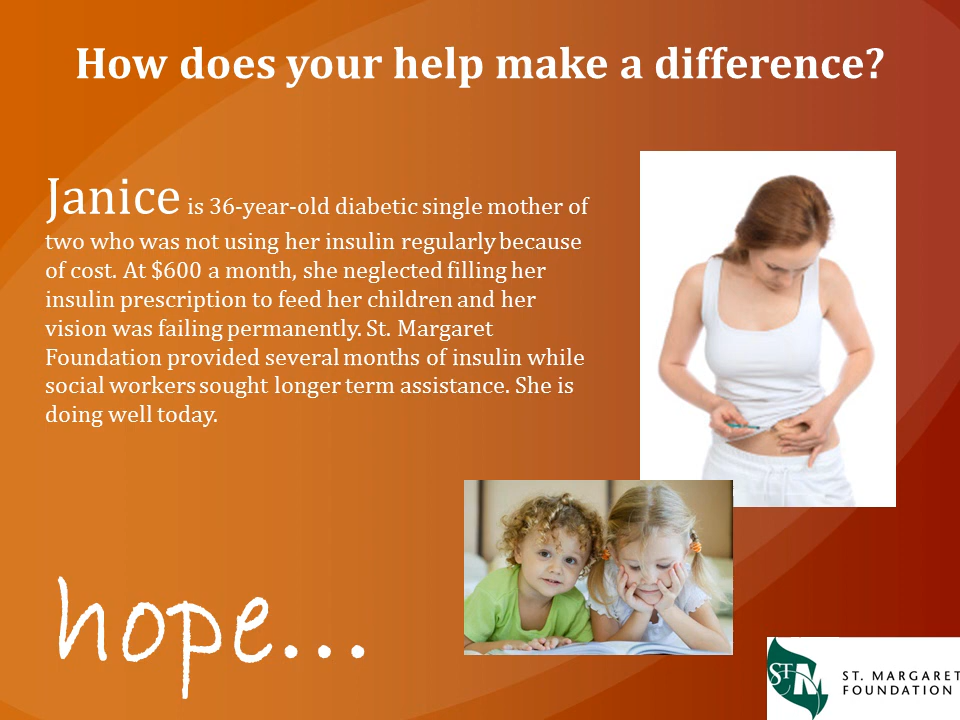 How does your help make a difference?
Janice is 36-year-old diabetic single mother of
two who was not using her insulin regularly because
of cost. At $600 a month, she neglected filling her
insulin prescription to feed her children and her
vision was failing permanently. St. Margaret
Foundation provided several months of insulin while
social workers sought longer term assistance. She is
doing well today.
hope...
STM
ST. MARGARET
FOUNDATION